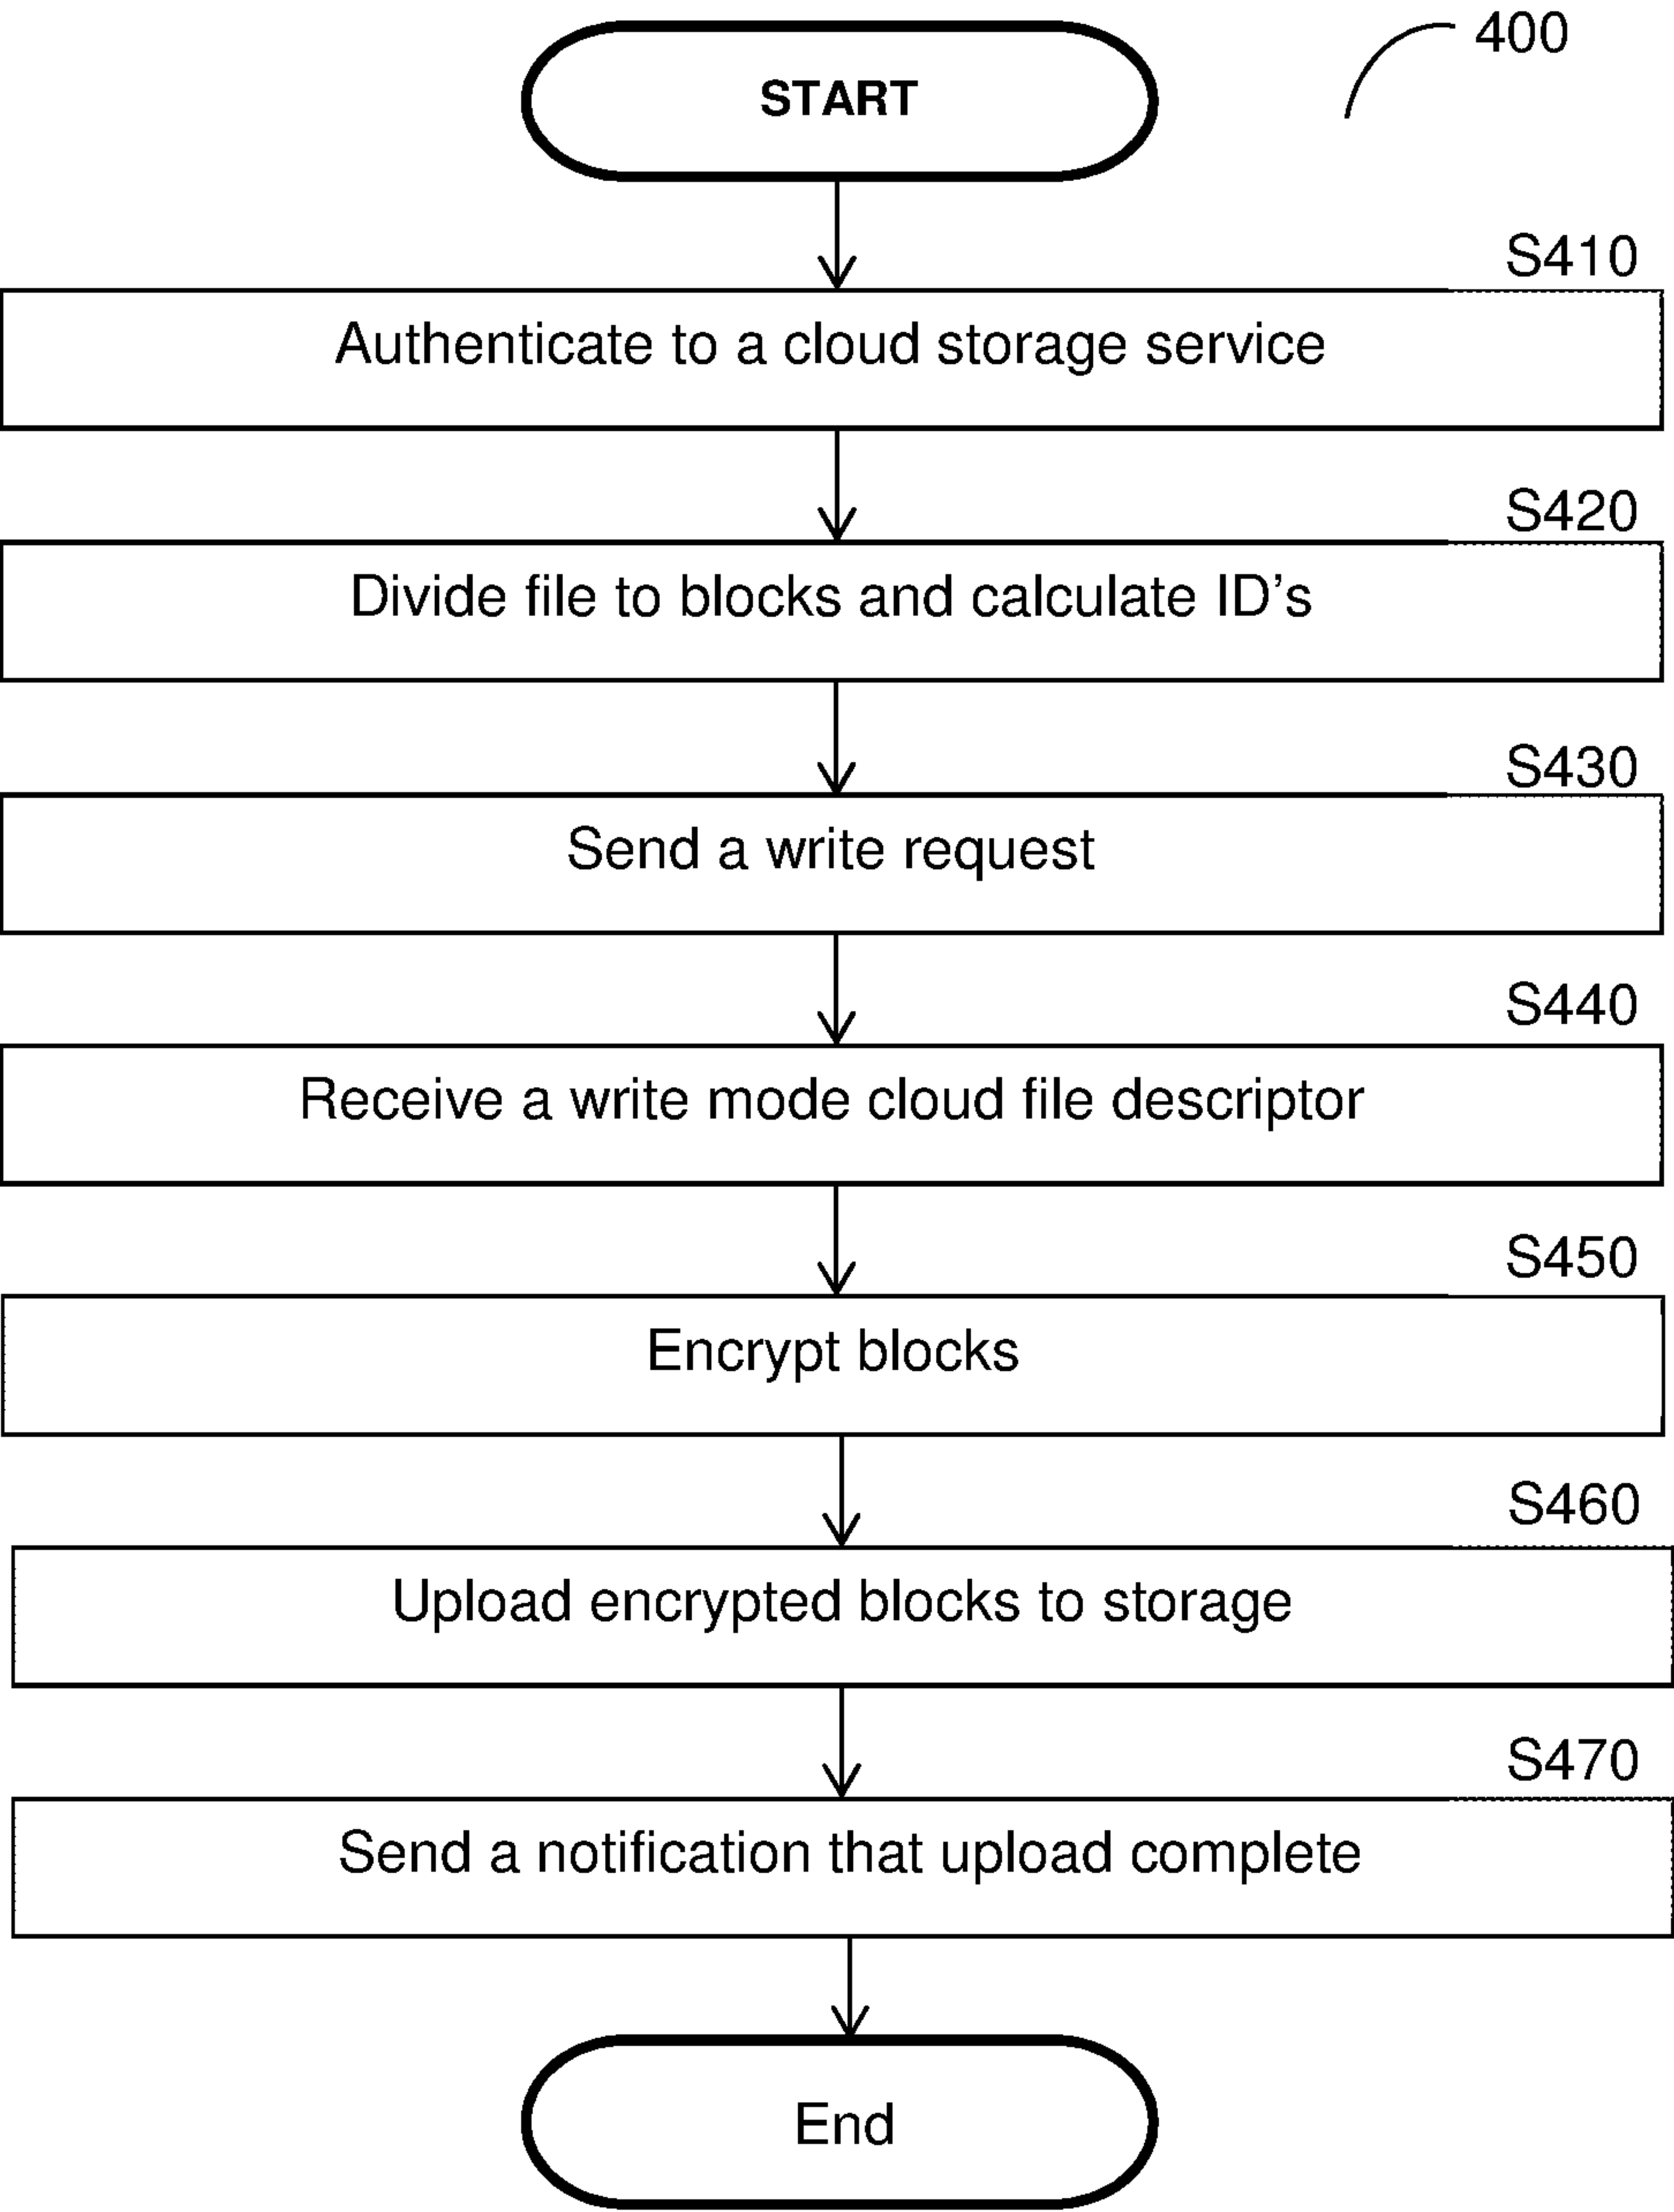 400
START
S410
Authenticate to a cloud storage service
S420
Divide file to blocks and calculate ID's
S430
Send a write request
S440
Receive a write mode cloud file descriptor
S450
Encrypt blocks
S460
Upload encrypted blocks to storage
S470
Send a notification that upload complete
End